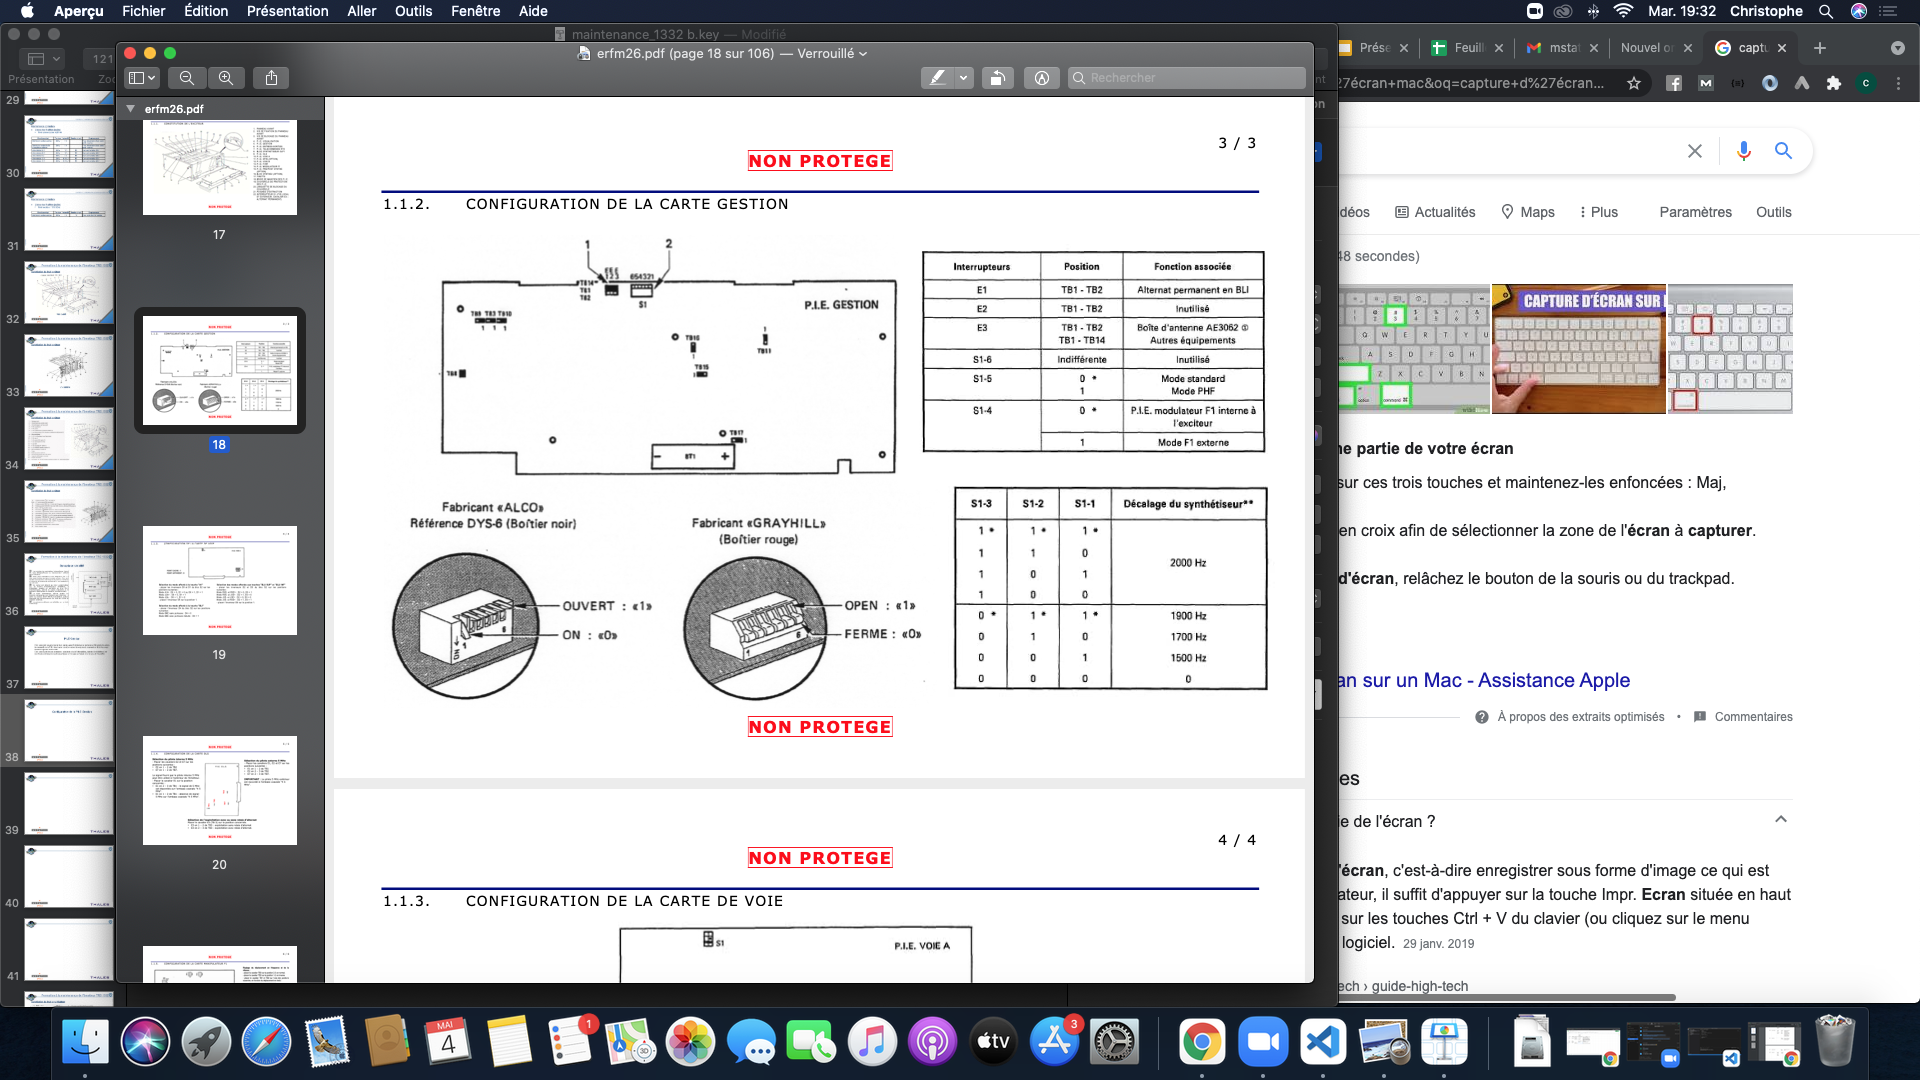 Aperçu Fichier Édition Présentation Aller Outils Fenêtre Aide Mar. 19:32 Christophe
maintenance_1332 b.key — Modifié
erfm26.pdf (page 18 sur 106) — Verrouillé
Rechercher
Présentation
121
29
30
31
32
33
34
35
36
37
38
39
40
41
erfm26.pdf
17
18
19
20
3 / 3
NON PROTEGE
1.1.2. CONFIGURATION DE LA CARTE GESTION
1 2
654321
S1
P.I.E. GESTION
TB10
TB11
TB15
TB17
BT1
Interrupteurs Position Fonction associée
E1 TB1 - TB2 Alternat permanent en BLI
E2 TB1 - TB2 Inutilisé
E3 TB1 - TB2 Boîte d'antenne AE3062 ①
TB1 - TB14 Autres équipements
S1-6 Indifférente Inutilisé
S1-5 0 * Mode standard
1 Mode PHF
S1-4 0 * P.I.E. modulateur F1 interne à
l'exciteur
1 Mode F1 externe
Fabricant «ALCO»
Référence DYS-6 (Boîtier noir)
OUVERT : «1»
ON : «0»
Fabricant «GRAYHILL»
(Boîtier rouge)
OPEN : «1»
FERME : «0»
S1-3 S1-2 S1-1 Décalage du synthétiseur**
1 * 1 * 1 *
1 1 0
2000 Hz
1 0 1
1 0 0
0 * 1 * 1 * 1900 Hz
0 1 0 1700 Hz
0 0 1 1500 Hz
0 0 0 0
NON PROTEGE
4 / 4
NON PROTEGE
1.1.3. CONFIGURATION DE LA CARTE DE VOIE
S1
P.I.E. VOIE A
Prése
Feuill
msta
Nouvel on
captu
27écran+mac&oq=capture+d%27écran...
déos Actualités Maps Plus Paramètres Outils
48 secondes)
CAPTURE D'ÉCRAN SUR
ne partie de votre écran
sur ces trois touches et maintenez-les enfoncées : Maj,
en croix afin de sélectionner la zone de l'écran à capturer.
d'écran, relâchez le bouton de la souris ou du trackpad.
an sur un Mac - Assistance Apple
À propos des extraits optimisés • Commentaires
es
ie de l'écran ?
'écran, c'est-à-dire enregistrer sous forme d'image ce qui est
ateur, il suffit d'appuyer sur la touche Impr. Ecran située en haut
sur les touches Ctrl + V du clavier (ou cliquez sur le menu
logiciel. 29 janv. 2019
ech › guide-high-tech
MAI
4
1
3D
tv
3